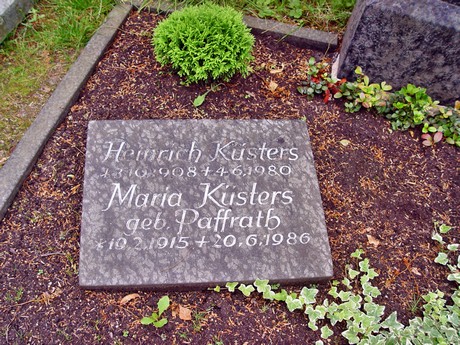 Heinrich Küsters
*3.10.1908+4.6.1980
Maria Küsters
geb. Paffrath
*10.2.1915+20.6.1986